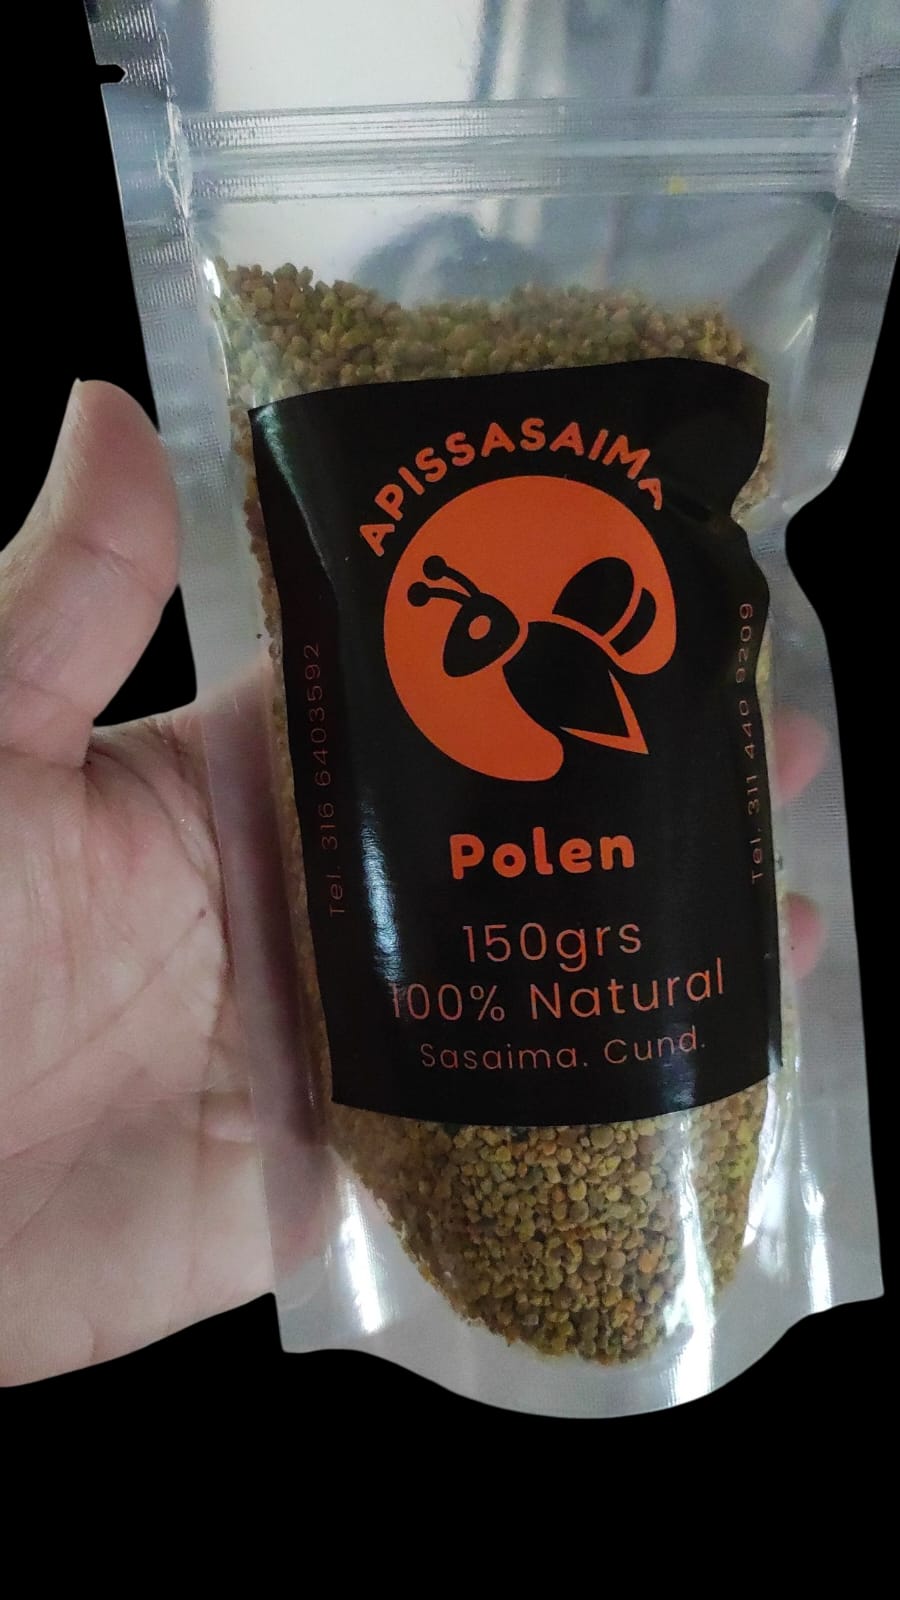 APISSASAIMA
Tel. 316 6403592
Tel. 311 440 9209
Polen
150grs
100% Natural
Sasaima. Cund.